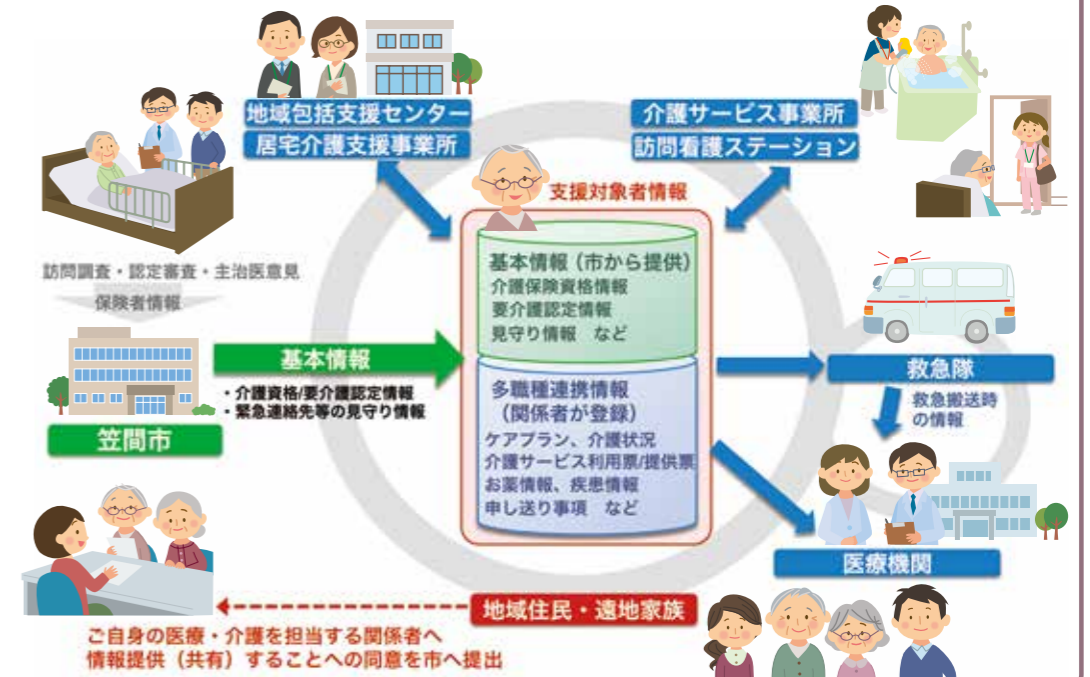 地域包括支援センター
居宅介護支援事業所
介護サービス事業所
訪問看護ステーション
支援対象者情報
基本情報（市から提供）
介護保険資格情報
要介護認定情報
見守り情報　など
訪問調査・認定審査・主治医意見
保険者情報
基本情報
・介護資格/要介護認定情報
・緊急連絡先等の見守り情報
笠間市
多職種連携情報
（関係者が登録）
ケアプラン、介護状況
介護サービス利用票/提供票
お薬情報、疾患情報
申し送り事項　など
救急隊
救急搬送時
の情報
医療機関
地域住民・遠地家族
ご自身の医療・介護を担当する関係者へ
情報提供（共有）することへの同意を市へ提出